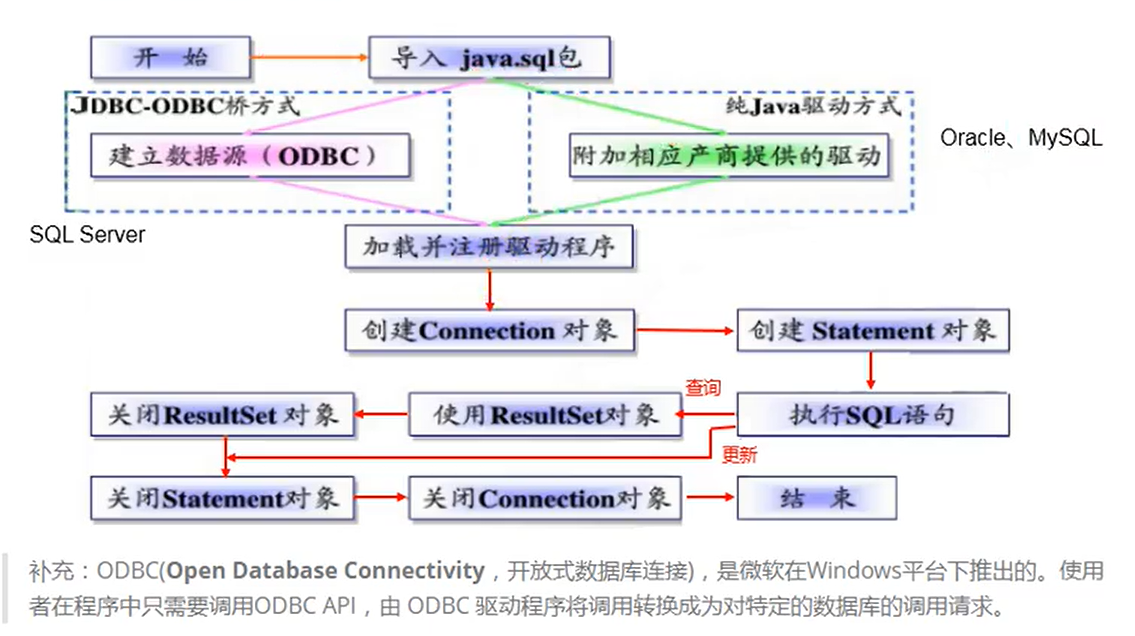 开 始
导入 java.sql包
JDBC-ODBC桥方式
纯Java驱动方式
建立数据源（ODBC）
附加相应产商提供的驱动
Oracle、MySQL
SQL Server
加载并注册驱动程序
创建Connection 对象
创建 Statement 对象
查询
关闭ResultSet 对象
使用ResultSet对象
执行SQL语句
更新
关闭Statement对象
关闭Connection对象
结 束
补充：ODBC(Open Database Connectivity，开放式数据库连接)，是微软在Windows平台下推出的。使用
者在程序中只需要调用ODBC API，由 ODBC 驱动程序将调用转换成为对特定的数据库的调用请求。